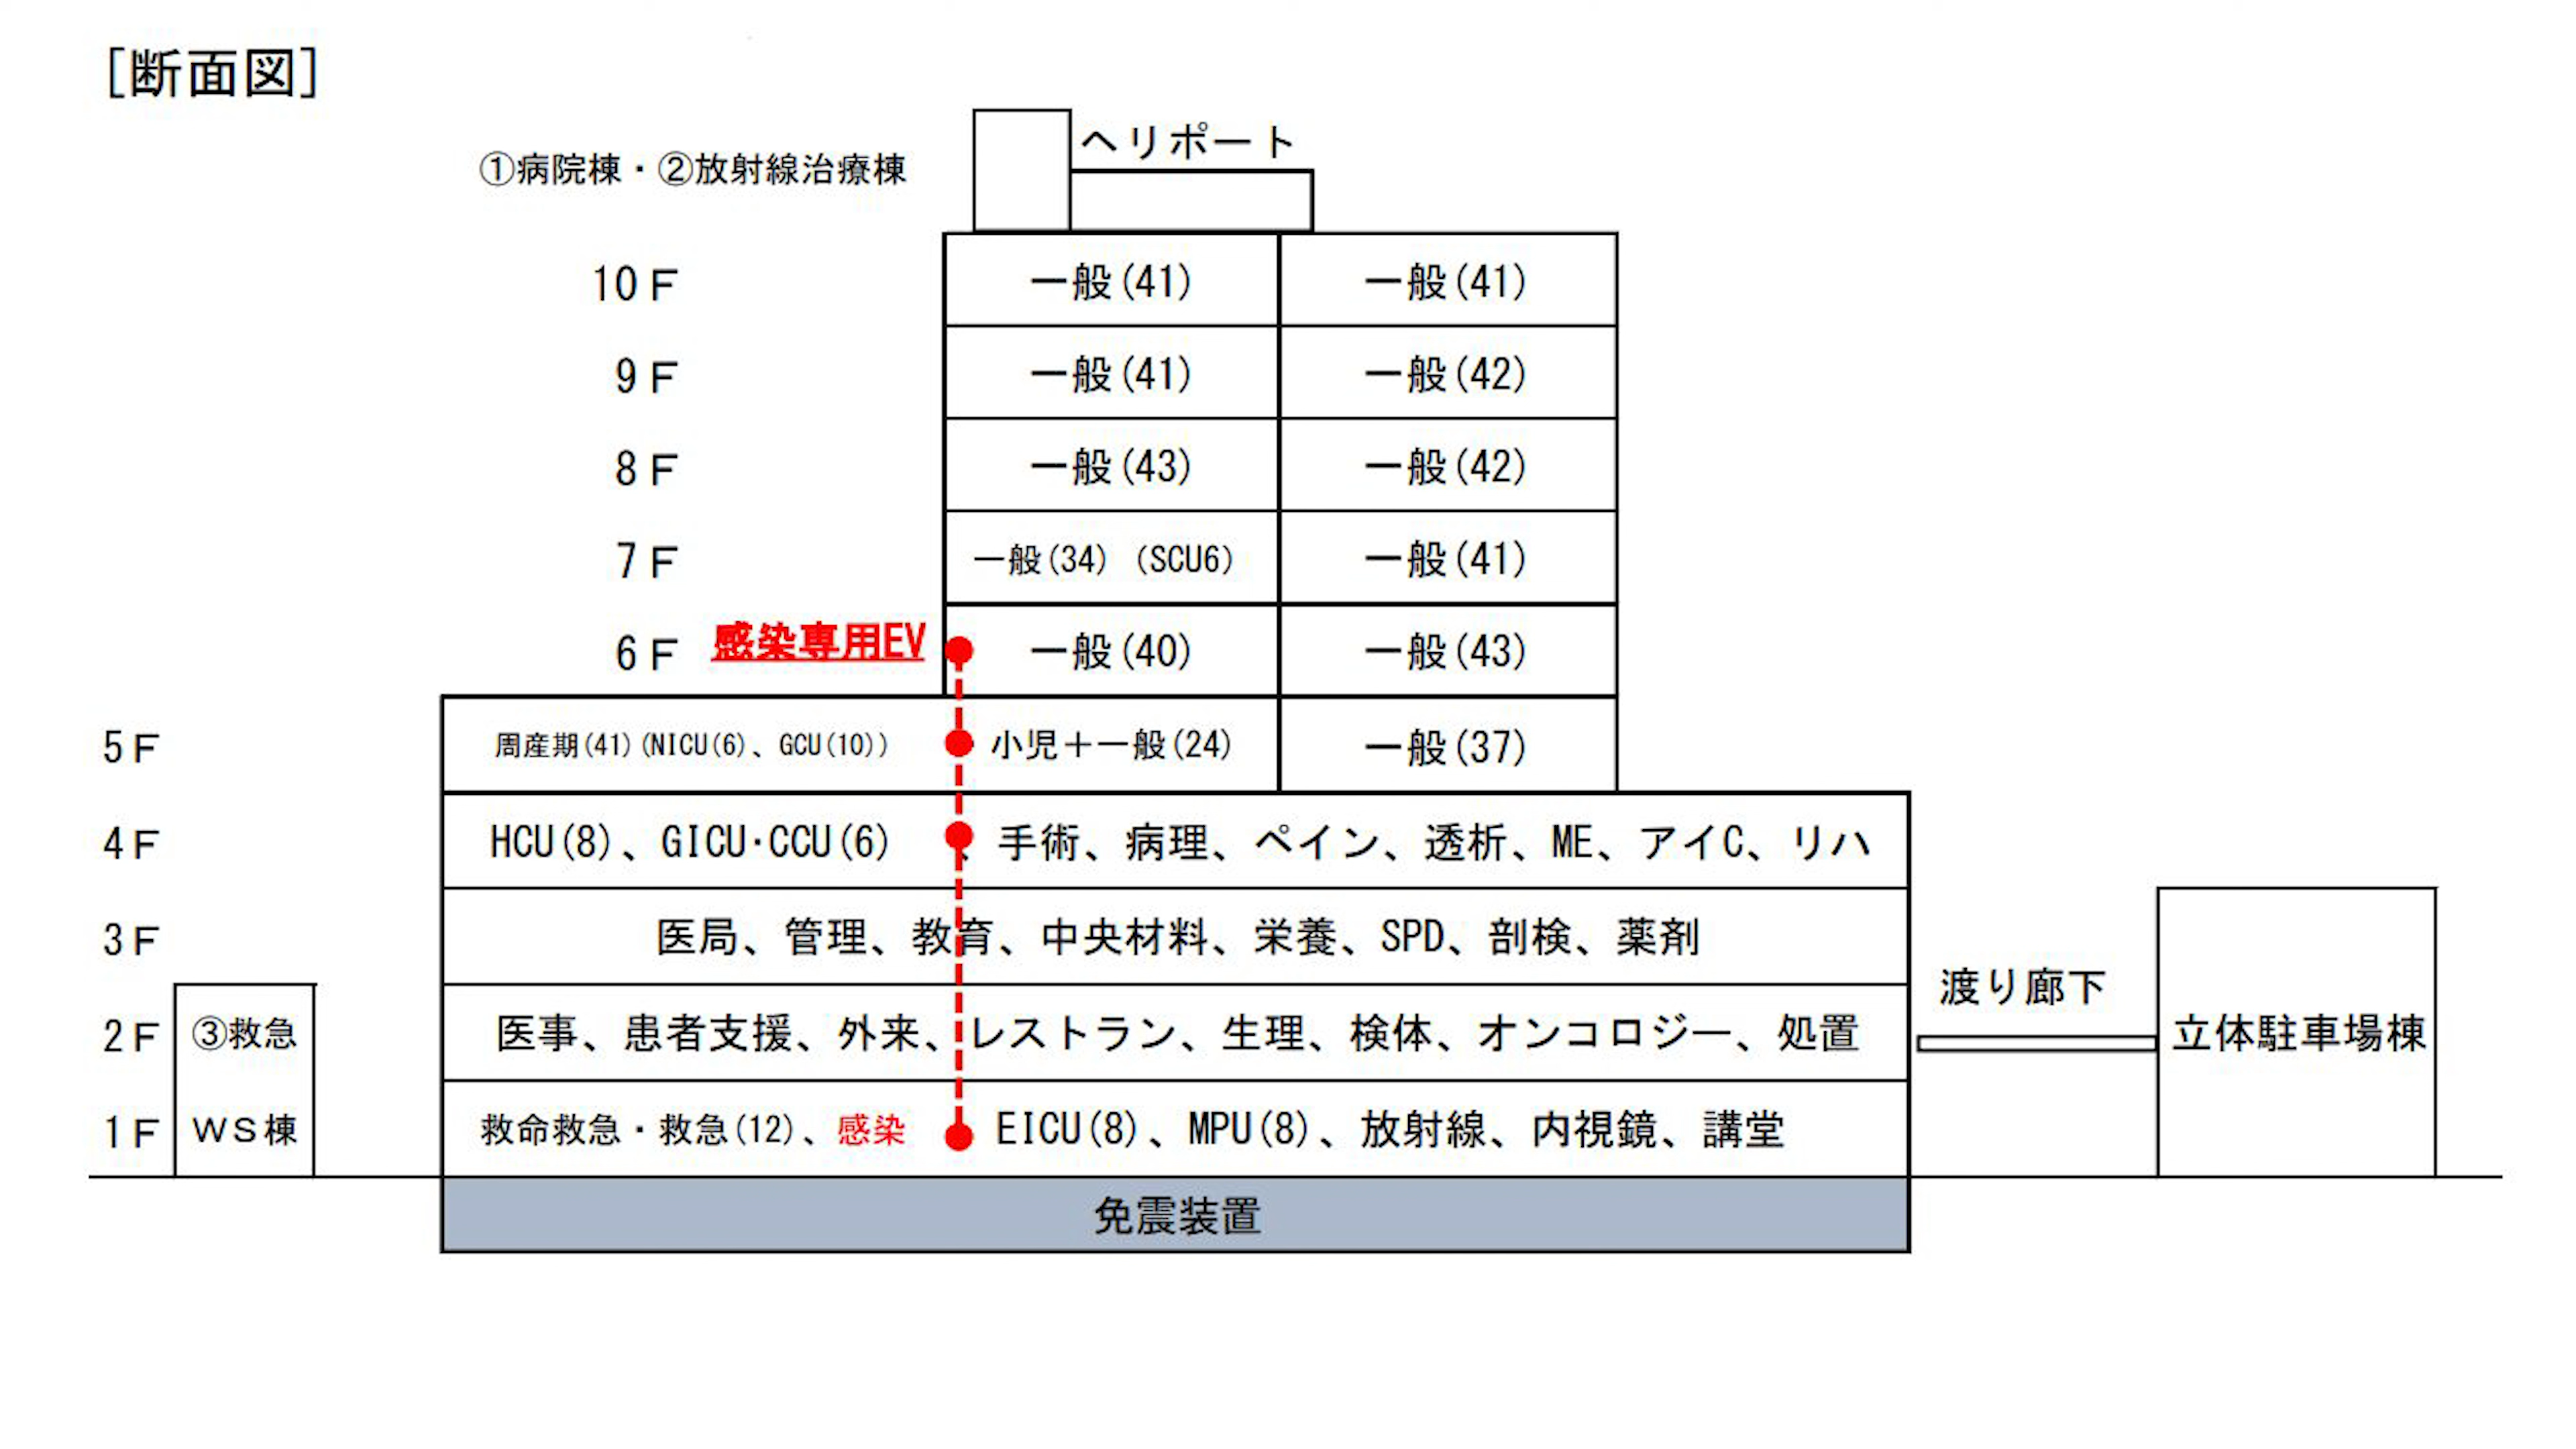 [断面図]
ヘリポート
①病院棟・②放射線治療棟
10F 一般(41) 一般(41)
9F 一般(41) 一般(42)
8F 一般(43) 一般(42)
7F 一般(34) (SCU6) 一般(41)
6F 感染専用EV 一般(40) 一般(43)
5F 周産期(41)(NICU(6)、GCU(10)) 小児+一般(24) 一般(37)
4F HCU(8)、GICU·CCU(6) 、手術、病理、ペイン、透析、ME、アイC、リハ
3F 医局、管理、教育、中央材料、栄養、SPD、剖検、薬剤
渡り廊下
2F ③救急 医事、患者支援、外来、レストラン、生理、検体、オンコロジー、処置 立体駐車場棟
1F WS棟 救命救急・救急(12)、感染 EICU(8)、MPU(8)、放射線、内視鏡、講堂
免震装置